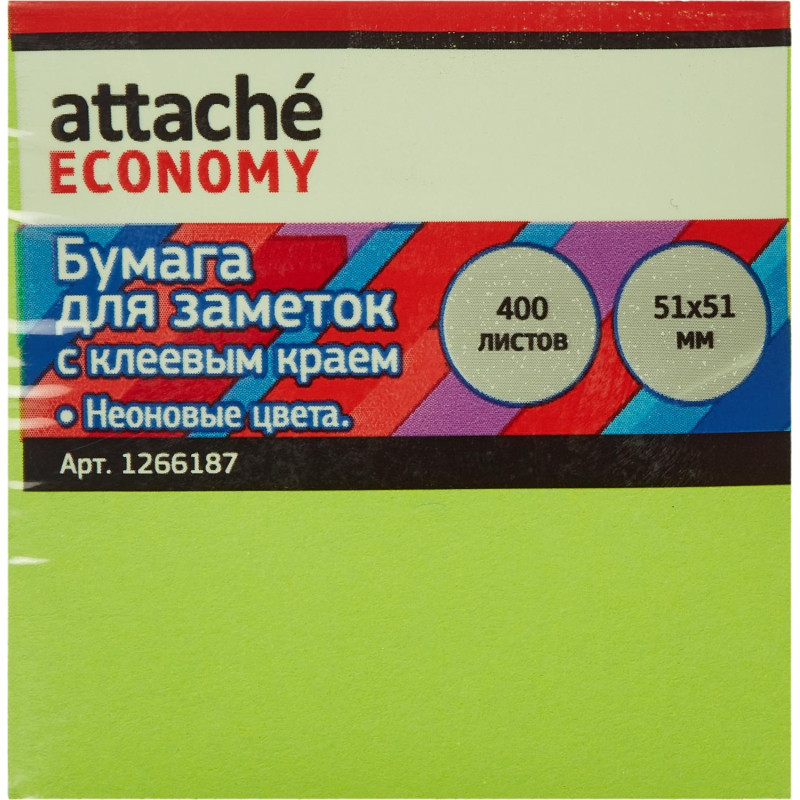 attaché
ECONOMY
Бумага
для заметок
с клеевым краем
• Неоновые цвета.
400
листов
51x51
мм
Арт. 1266187